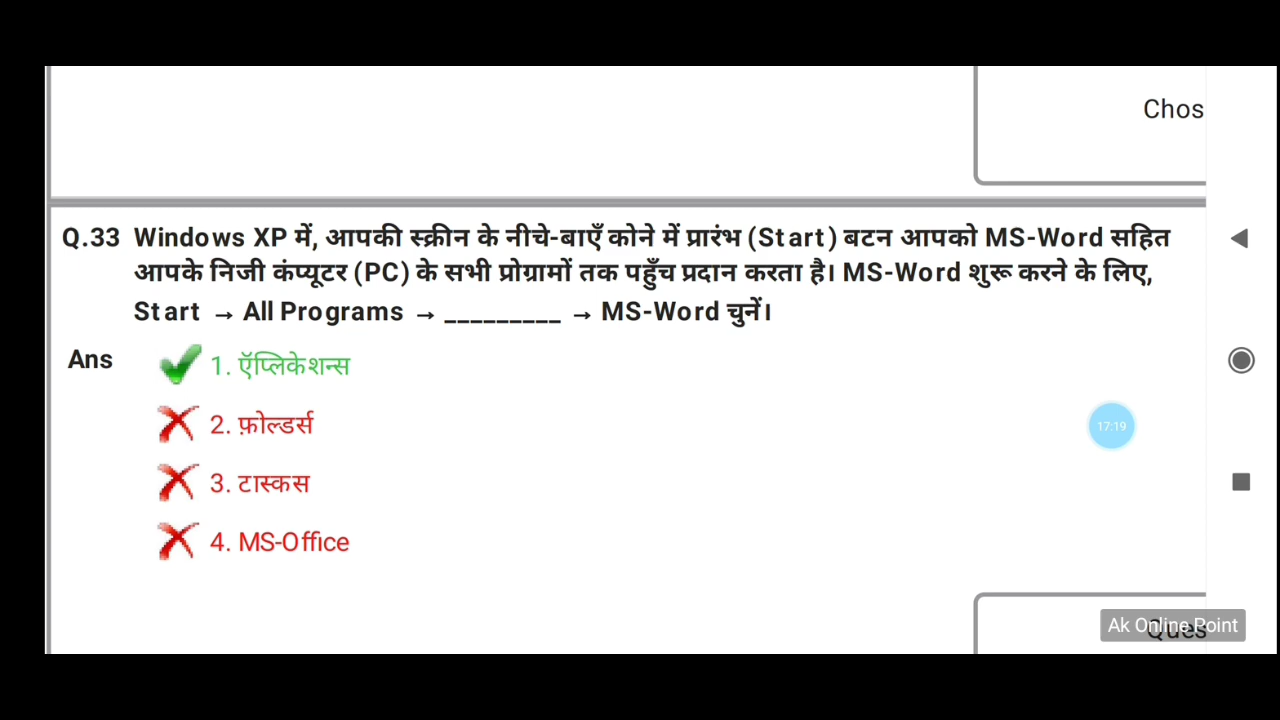 Chos
Q.33 Windows XP में, आपकी स्क्रीन के नीचे-बाएँ कोने में प्रारंभ (Start) बटन आपको MS-Word सहित
आपके निजी कंप्यूटर (PC) के सभी प्रोग्रामों तक पहुँच प्रदान करता है। MS-Word शुरू करने के लिए,
Start → All Programs → _________ → MS-Word चुनें।
Ans 1. ऍप्लिकेशन्स
2. फ़ोल्डर्स
17:19
3. टास्कस
4. MS-Office
Ak Online Point
Ques